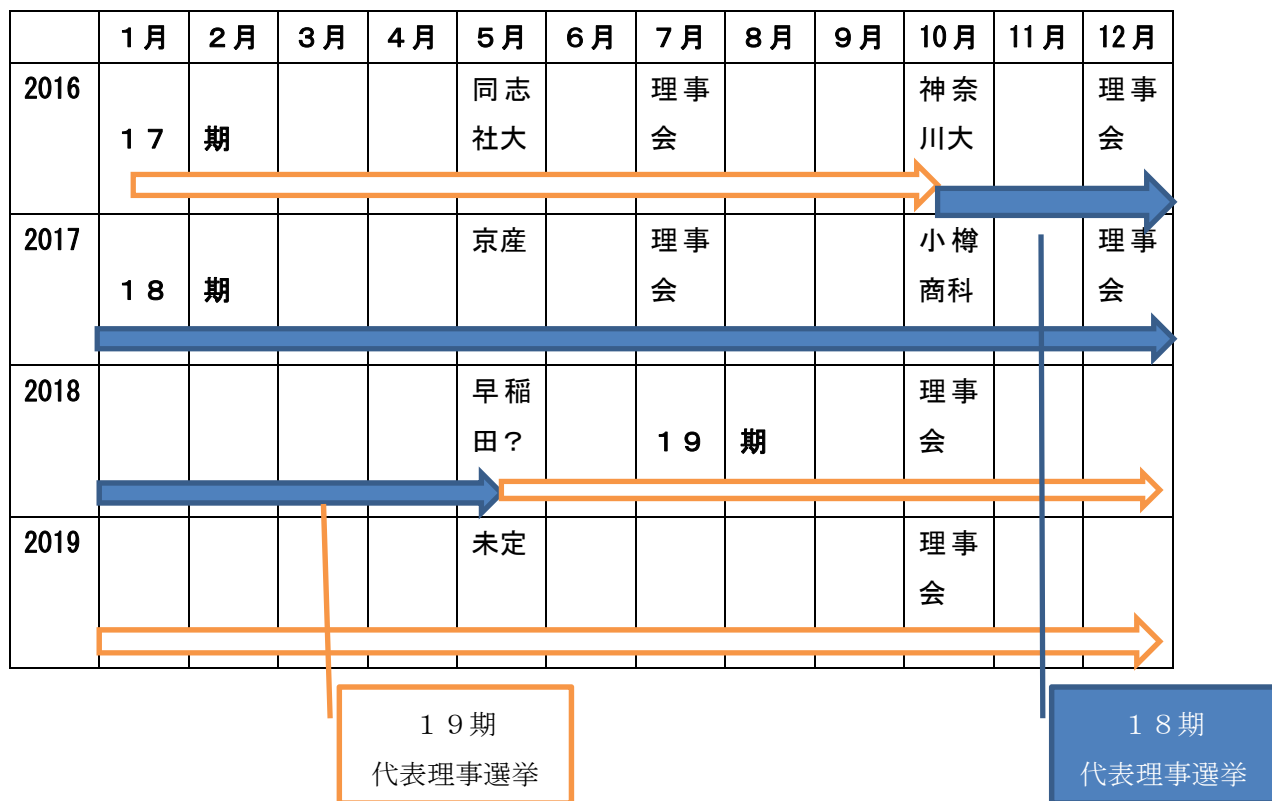 1月 2月 3月 4月 5月 6月 7月 8月 9月 10月 11月 12月
2016 同志 理事 神奈 理事
17 期 社大 会 川大 会
2017 京産 理事 小樽 理事
18 期 会 商科 会
2018 早稲 理事
田？ 19 期 会
2019 未定 理事
会
１９期
代表理事選挙
１８期
代表理事選挙